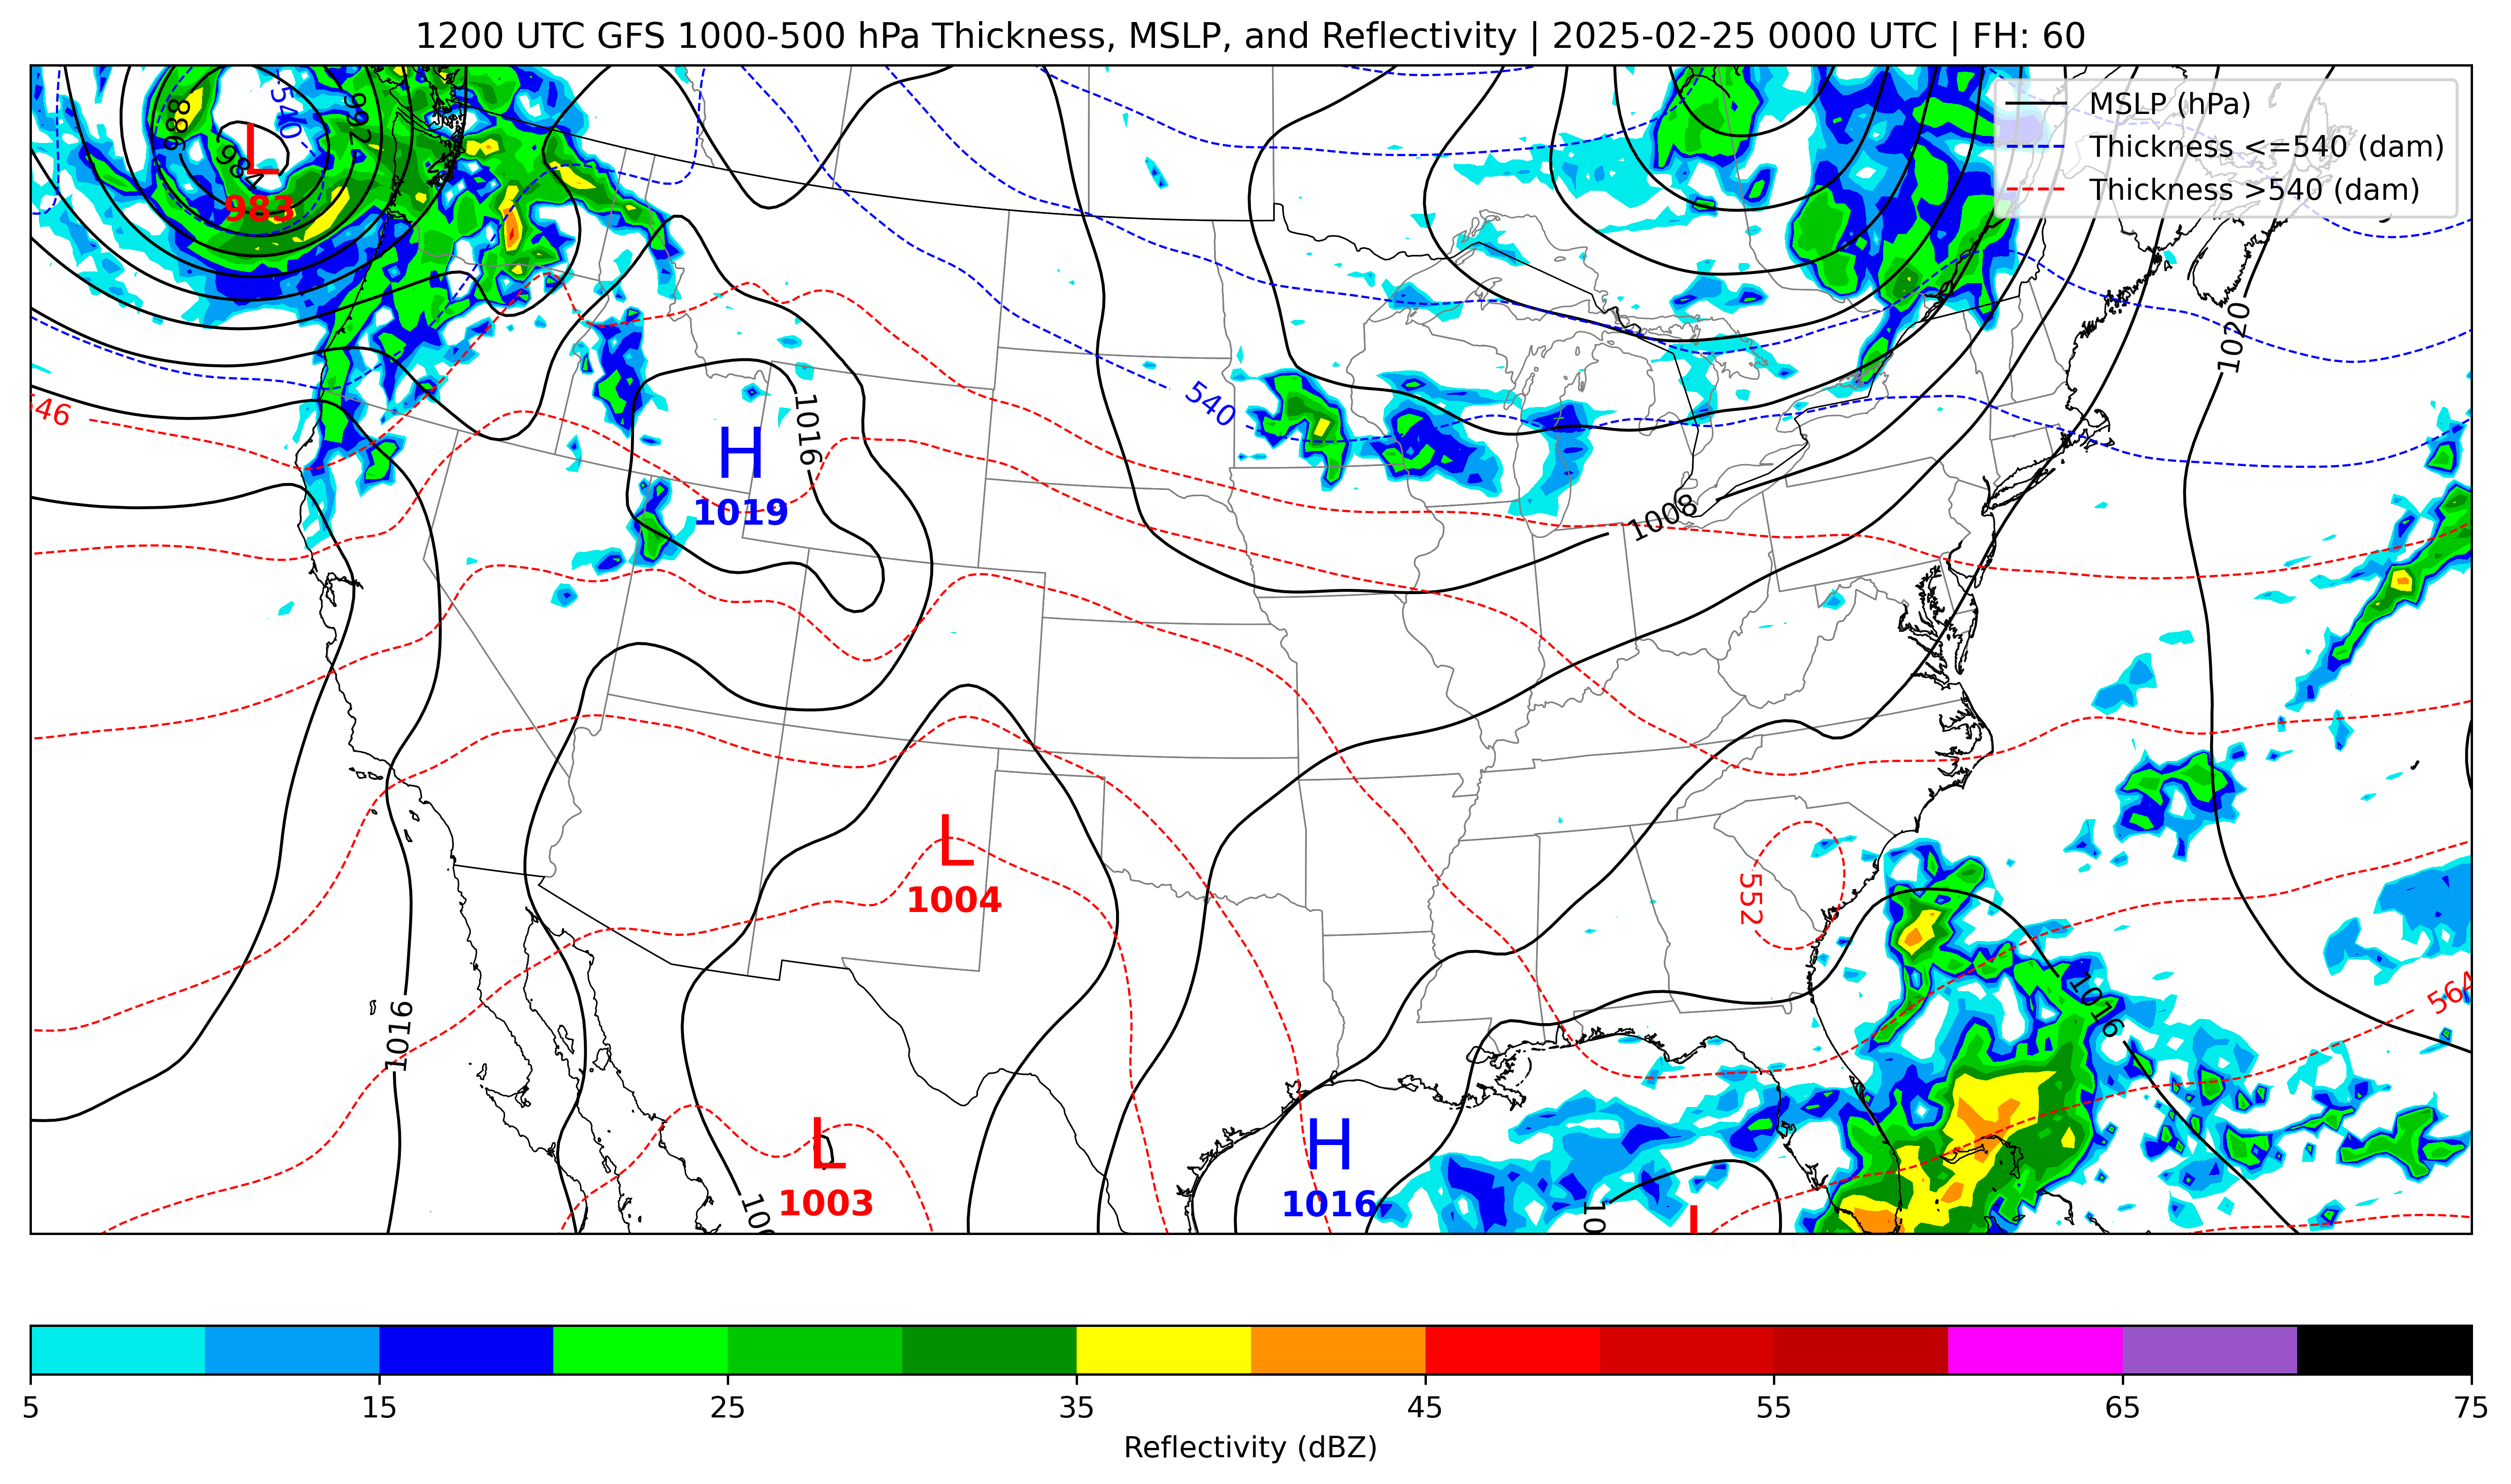 1200 UTC GFS 1000-500 hPa Thickness, MSLP, and Reflectivity | 2025-02-25 0000 UTC | FH: 60
MSLP (hPa)
Thickness <=540 (dam)
Thickness >540 (dam)
988
540
992
984
L
983
1020
546
540
1016
H
1019
1008
L
1004
552
564
1016
1016
L
1003
H
1016
10
L
5
15
25
35
45
55
65
75
Reflectivity (dBZ)